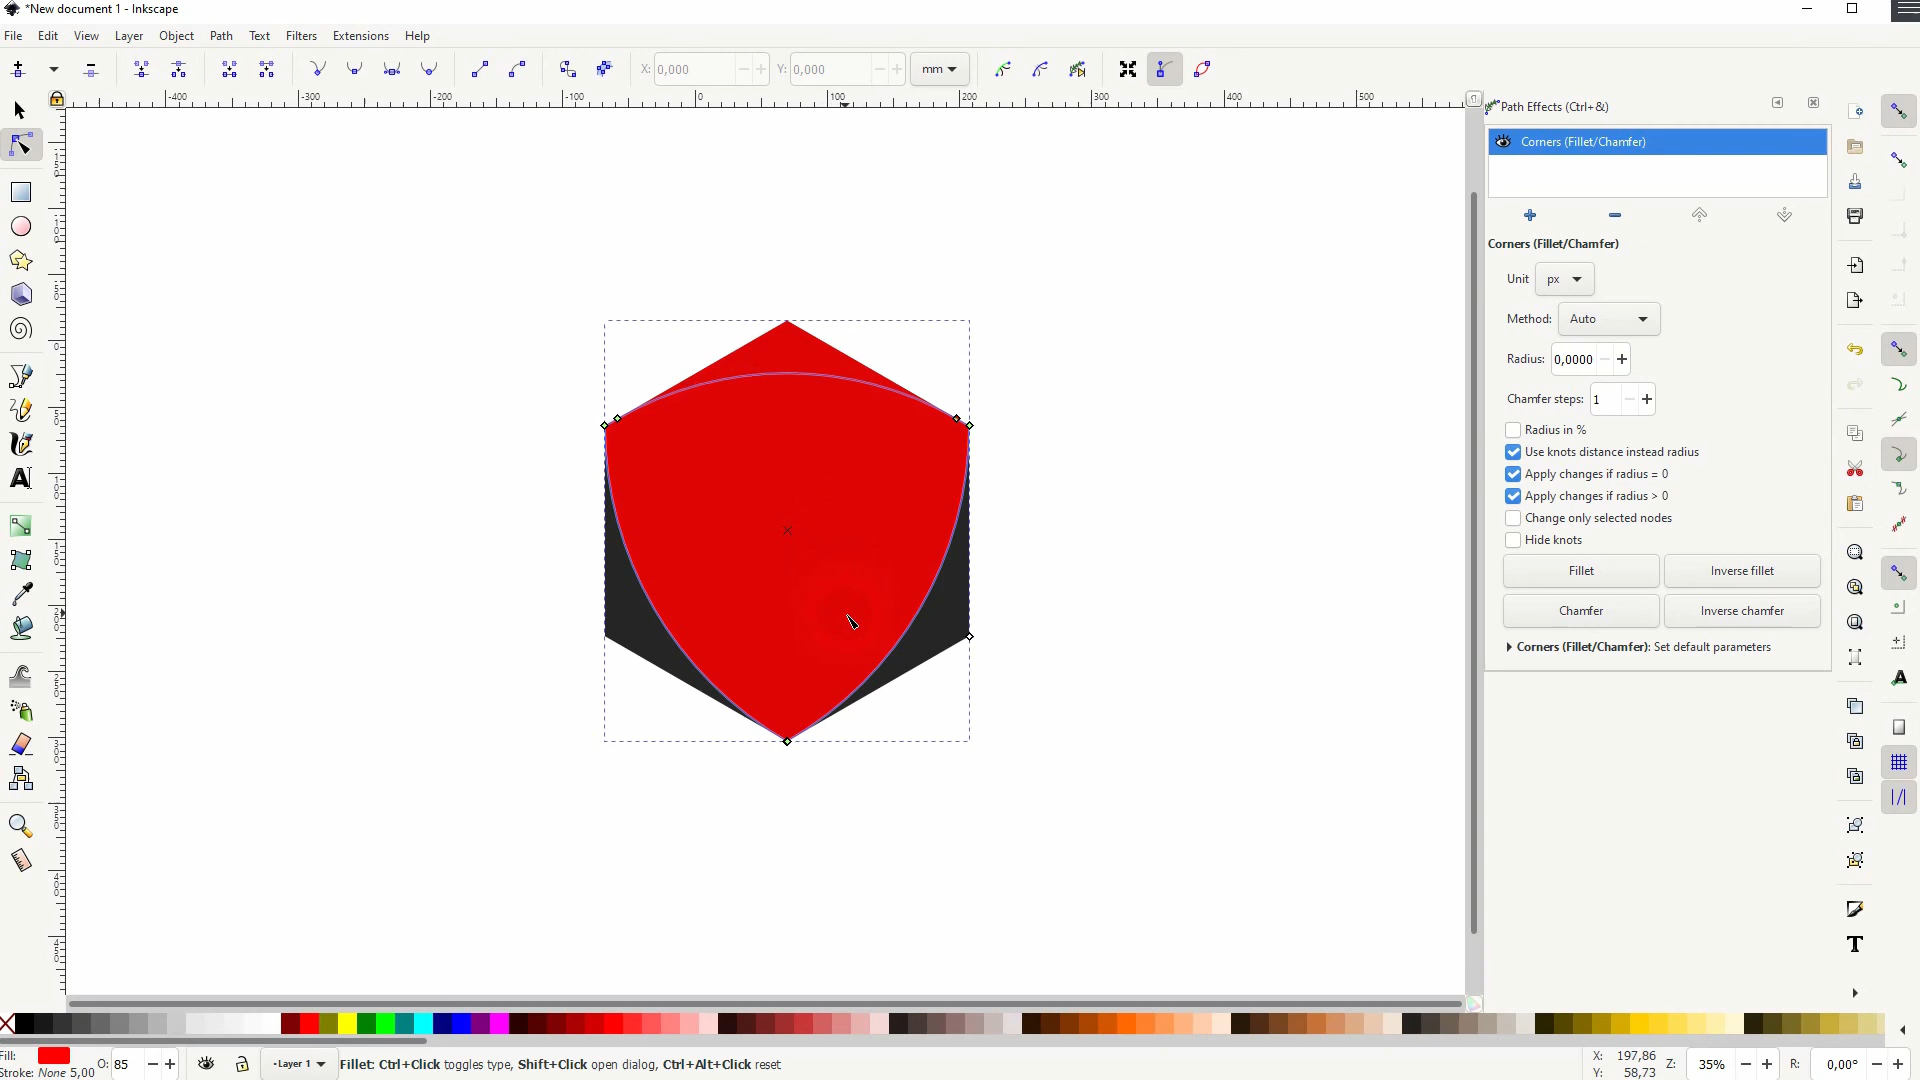 *New document 1 - Inkscape
File Edit View Layer Object Path Text Filters Extensions Help
X: 0,000 Y: 0,000 mm
-400 -300 -200 -100 0 100 200 300 400 500
Path Effects (Ctrl+&)
Corners (Fillet/Chamfer)
Corners (Fillet/Chamfer)
Unit px
Method: Auto
Radius: 0,0000
Chamfer steps: 1
Radius in %
Use knots distance instead radius
Apply changes if radius = 0
Apply changes if radius > 0
Change only selected nodes
Hide knots
Fillet Inverse fillet
Chamfer Inverse chamfer
Corners (Fillet/Chamfer): Set default parameters
Fill: O: 85 -Layer 1 Fillet: Ctrl+Click toggles type, Shift+Click open dialog, Ctrl+Alt+Click reset X: 197,86 Z: 35% R: 0,00°
Stroke: None 5,00 Y: 58,73